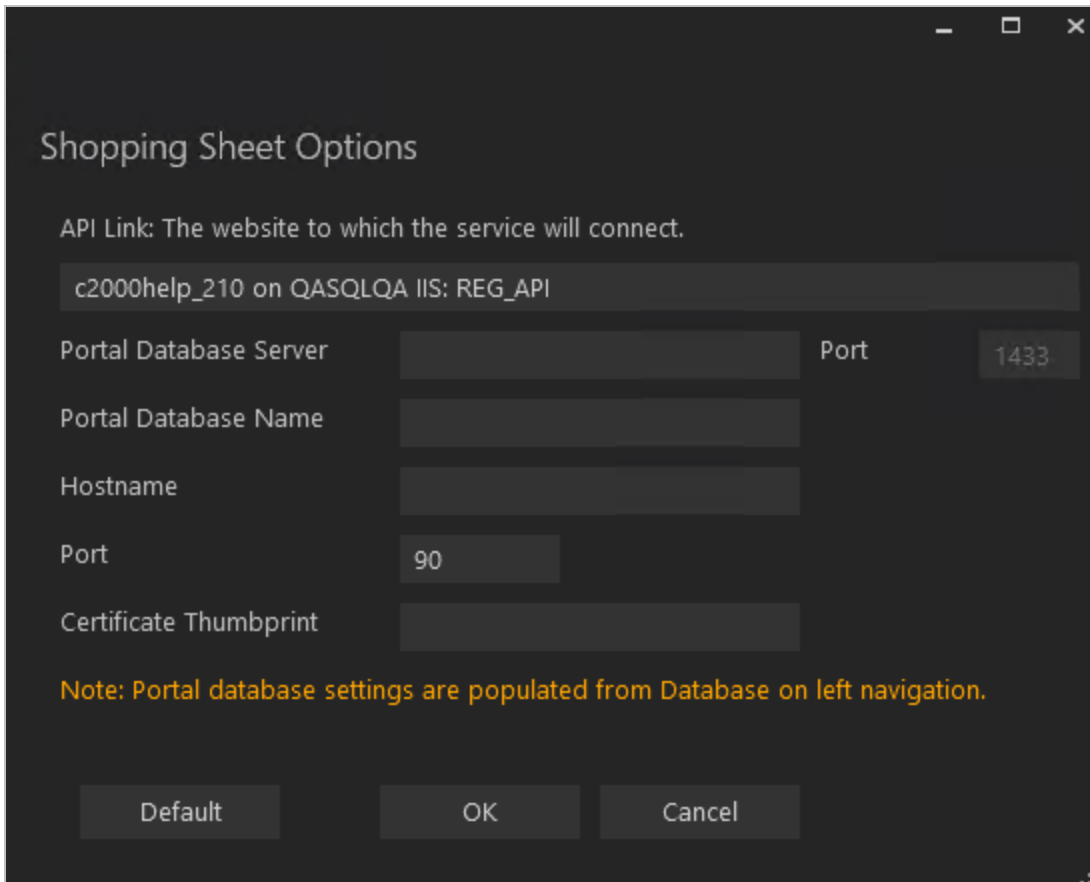 Shopping Sheet Options
API Link: The website to which the service will connect.
c2000help_210 on QASQLQA IIS: REG_API
Portal Database Server Port 1433
Portal Database Name
Hostname
Port 90
Certificate Thumbprint
Note: Portal database settings are populated from Database on left navigation.
Default OK Cancel